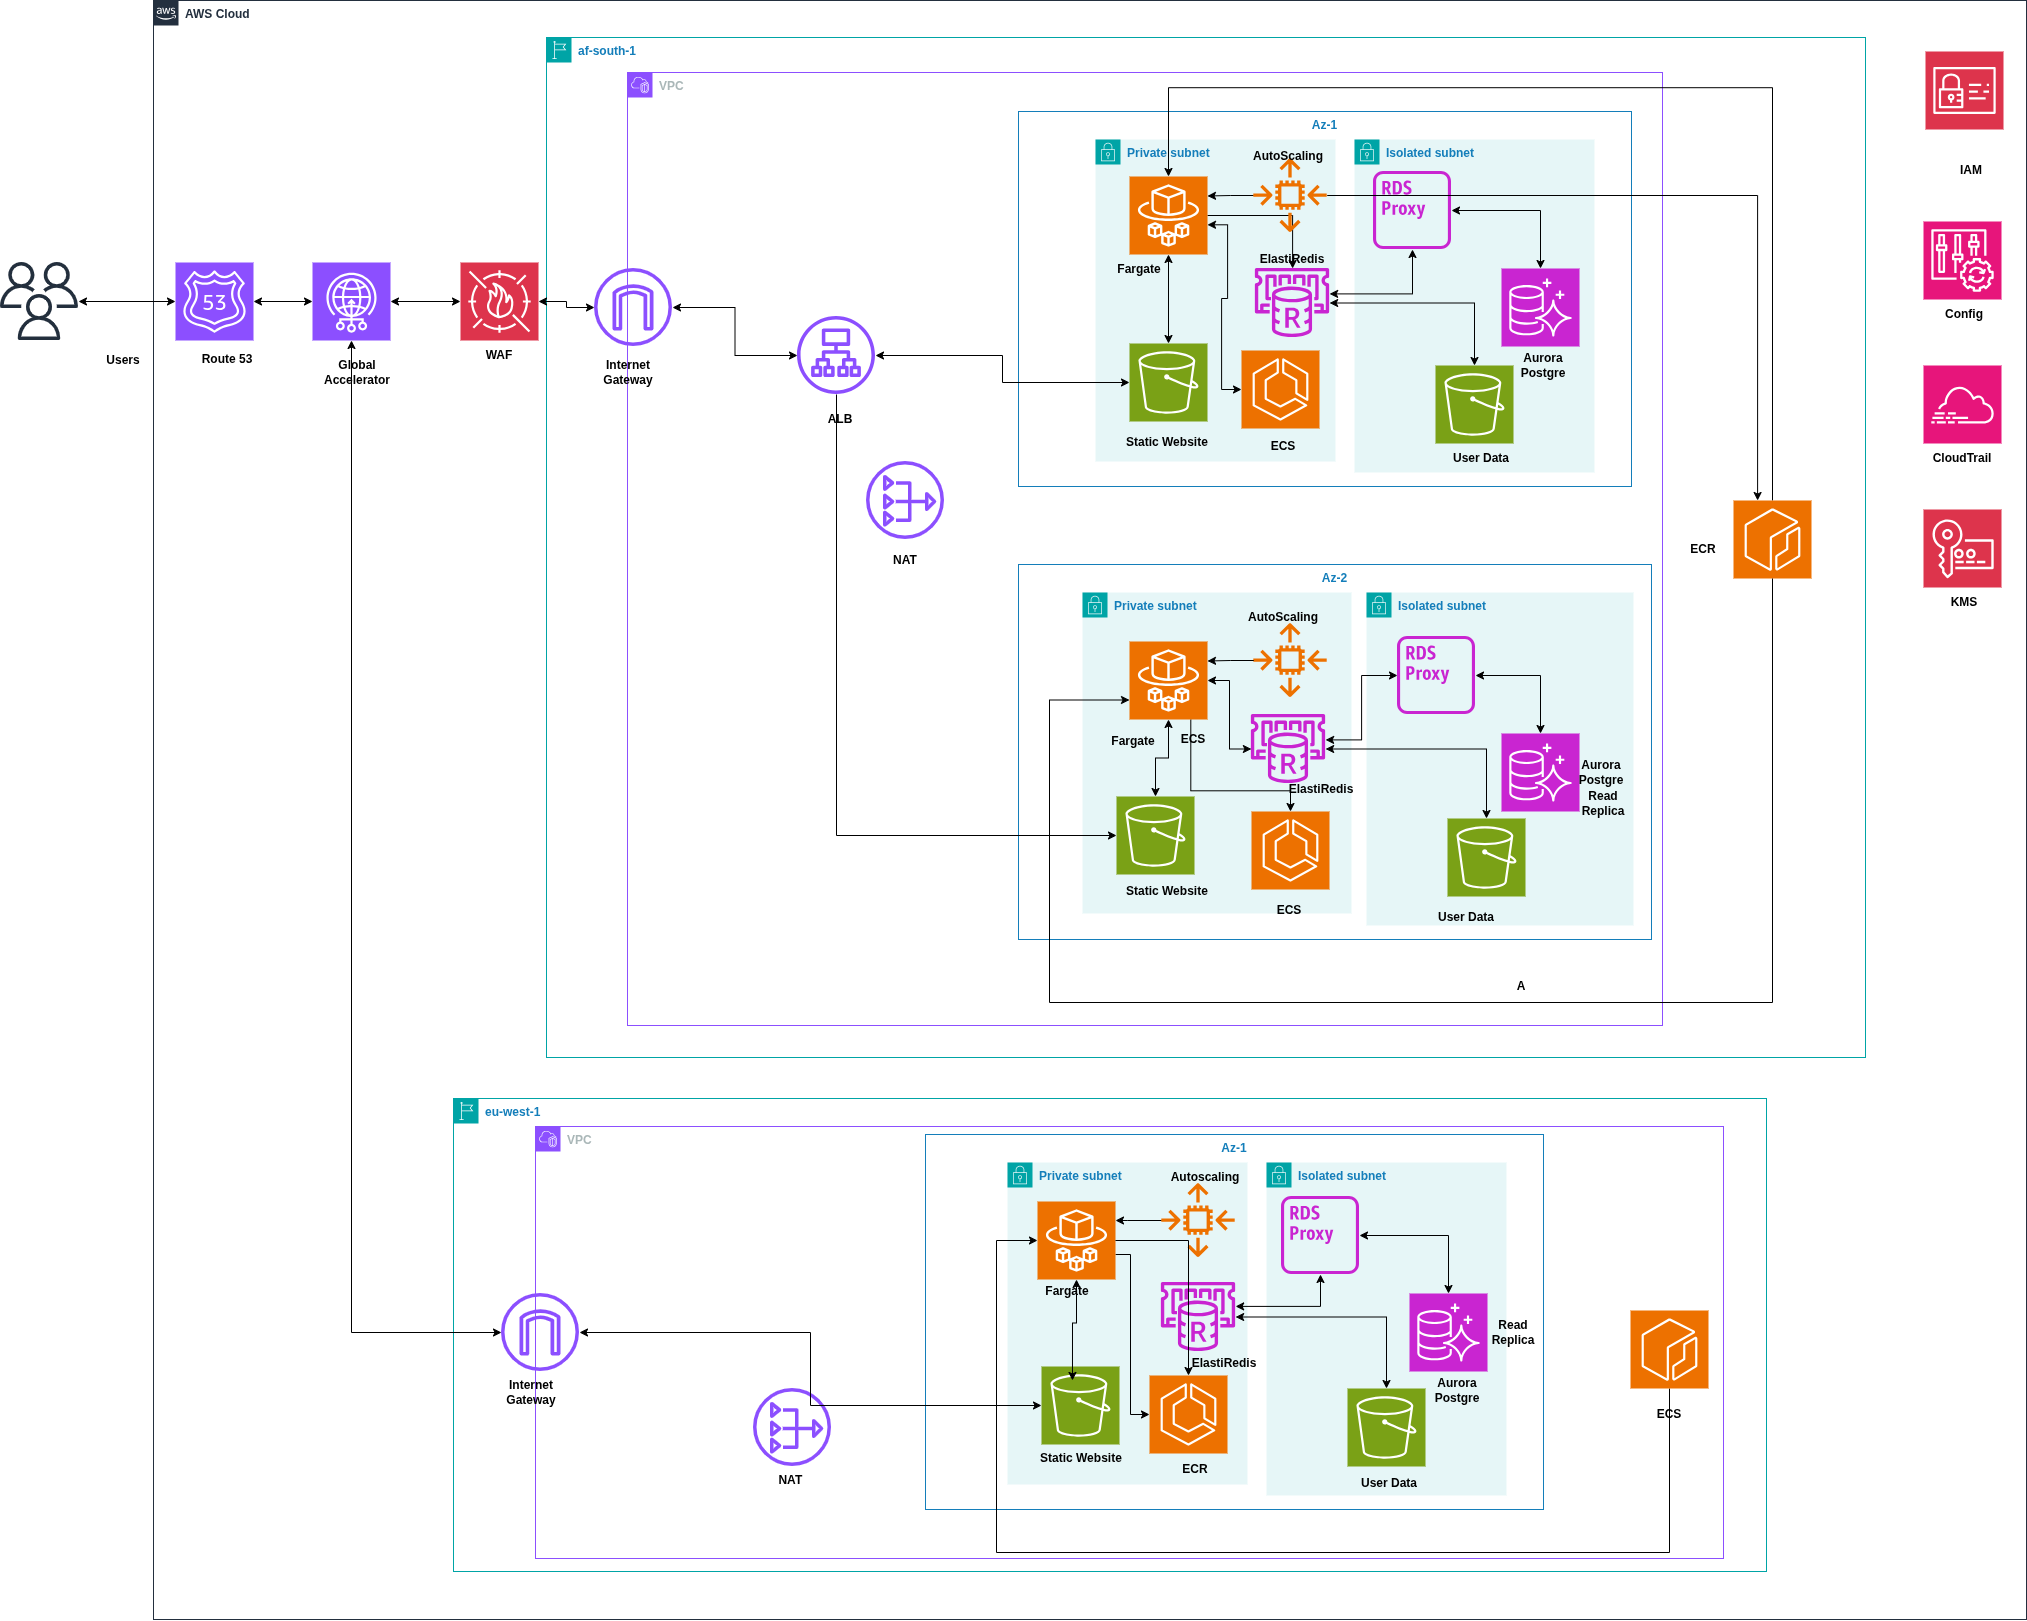 aws
AWS Cloud
af-south-1
VPC
Az-1
Private subnet
AutoScaling
Isolated subnet
RDS
Proxy
IAM
Fargate
ElastiRedis
R
53
Config
Users
Route 53
Global
Accelerator
WAF
Internet
Gateway
Aurora
Postgre
ALB
Static Website
ECS
User Data
CloudTrail
NAT
ECR
KMS
Az-2
Private subnet
AutoScaling
Isolated subnet
RDS
Proxy
Fargate
ECS
R
ElastiRedis
Aurora
Postgre
Read
Replica
Static Website
ECS
User Data
A
eu-west-1
VPC
Az-1
Private subnet
Autoscaling
Isolated subnet
RDS
Proxy
Fargate
R
ElastiRedis
Read
Replica
Internet
Gateway
Aurora
Postgre
ECS
Static Website
ECR
User Data
NAT